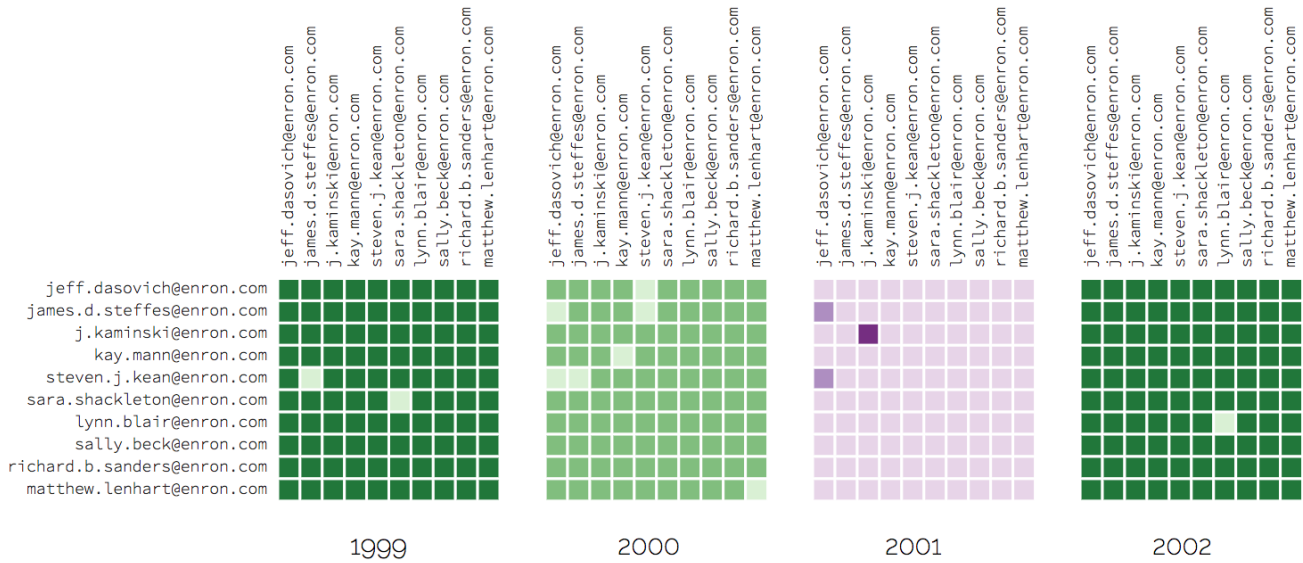 jeff.dasovich@enron.com
james.d.steffes@enron.com
j.kaminski@enron.com
kay.mann@enron.com
steven.j.kean@enron.com
sara.shackleton@enron.com
lynn.blair@enron.com
sally.beck@enron.com
richard.b.sanders@enron.com
matthew.lenhart@enron.com
jeff.dasovich@enron.com
james.d.steffes@enron.com
j.kaminski@enron.com
kay.mann@enron.com
steven.j.kean@enron.com
sara.shackleton@enron.com
lynn.blair@enron.com
sally.beck@enron.com
richard.b.sanders@enron.com
matthew.lenhart@enron.com
jeff.dasovich@enron.com
james.d.steffes@enron.com
j.kaminski@enron.com
kay.mann@enron.com
steven.j.kean@enron.com
sara.shackleton@enron.com
lynn.blair@enron.com
sally.beck@enron.com
richard.b.sanders@enron.com
matthew.lenhart@enron.com
jeff.dasovich@enron.com
james.d.steffes@enron.com
j.kaminski@enron.com
kay.mann@enron.com
steven.j.kean@enron.com
sara.shackleton@enron.com
lynn.blair@enron.com
sally.beck@enron.com
richard.b.sanders@enron.com
matthew.lenhart@enron.com
jeff.dasovich@enron.com
james.d.steffes@enron.com
j.kaminski@enron.com
kay.mann@enron.com
steven.j.kean@enron.com
sara.shackleton@enron.com
lynn.blair@enron.com
sally.beck@enron.com
richard.b.sanders@enron.com
matthew.lenhart@enron.com
1999
2000
2001
2002